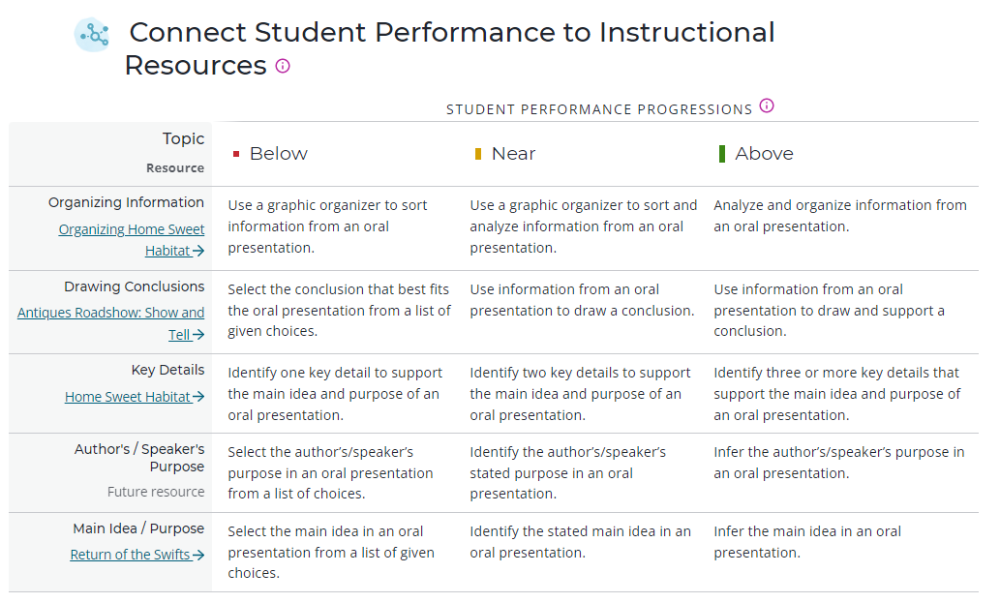 Connect Student Performance to Instructional
Resources
STUDENT PERFORMANCE PROGRESSIONS
Topic
Resource
Below
Near
Above
Organizing Information
Organizing Home Sweet
Habitat
Use a graphic organizer to sort
information from an oral
presentation.
Use a graphic organizer to sort and
analyze information from an oral
presentation.
Analyze and organize information from
an oral presentation.
Drawing Conclusions
Antiques Roadshow: Show and
Tell
Select the conclusion that best fits
the oral presentation from a list of
given choices.
Use information from an oral
presentation to draw a conclusion.
Use information from an oral
presentation to draw and support a
conclusion.
Key Details
Home Sweet Habitat
Identify one key detail to support
the main idea and purpose of an
oral presentation.
Identify two key details to support
the main idea and purpose of an
oral presentation.
Identify three or more key details that
support the main idea and purpose of
an oral presentation.
Author's / Speaker's
Purpose
Future resource
Select the author’s/speaker’s
purpose in an oral presentation
from a list of choices.
Identify the author’s/speaker’s
stated purpose in an oral
presentation.
Infer the author’s/speaker’s purpose in
an oral presentation.
Main Idea / Purpose
Return of the Swifts
Select the main idea in an oral
presentation from a list of given
choices.
Identify the stated main idea in an
oral presentation.
Infer the main idea in an oral
presentation.